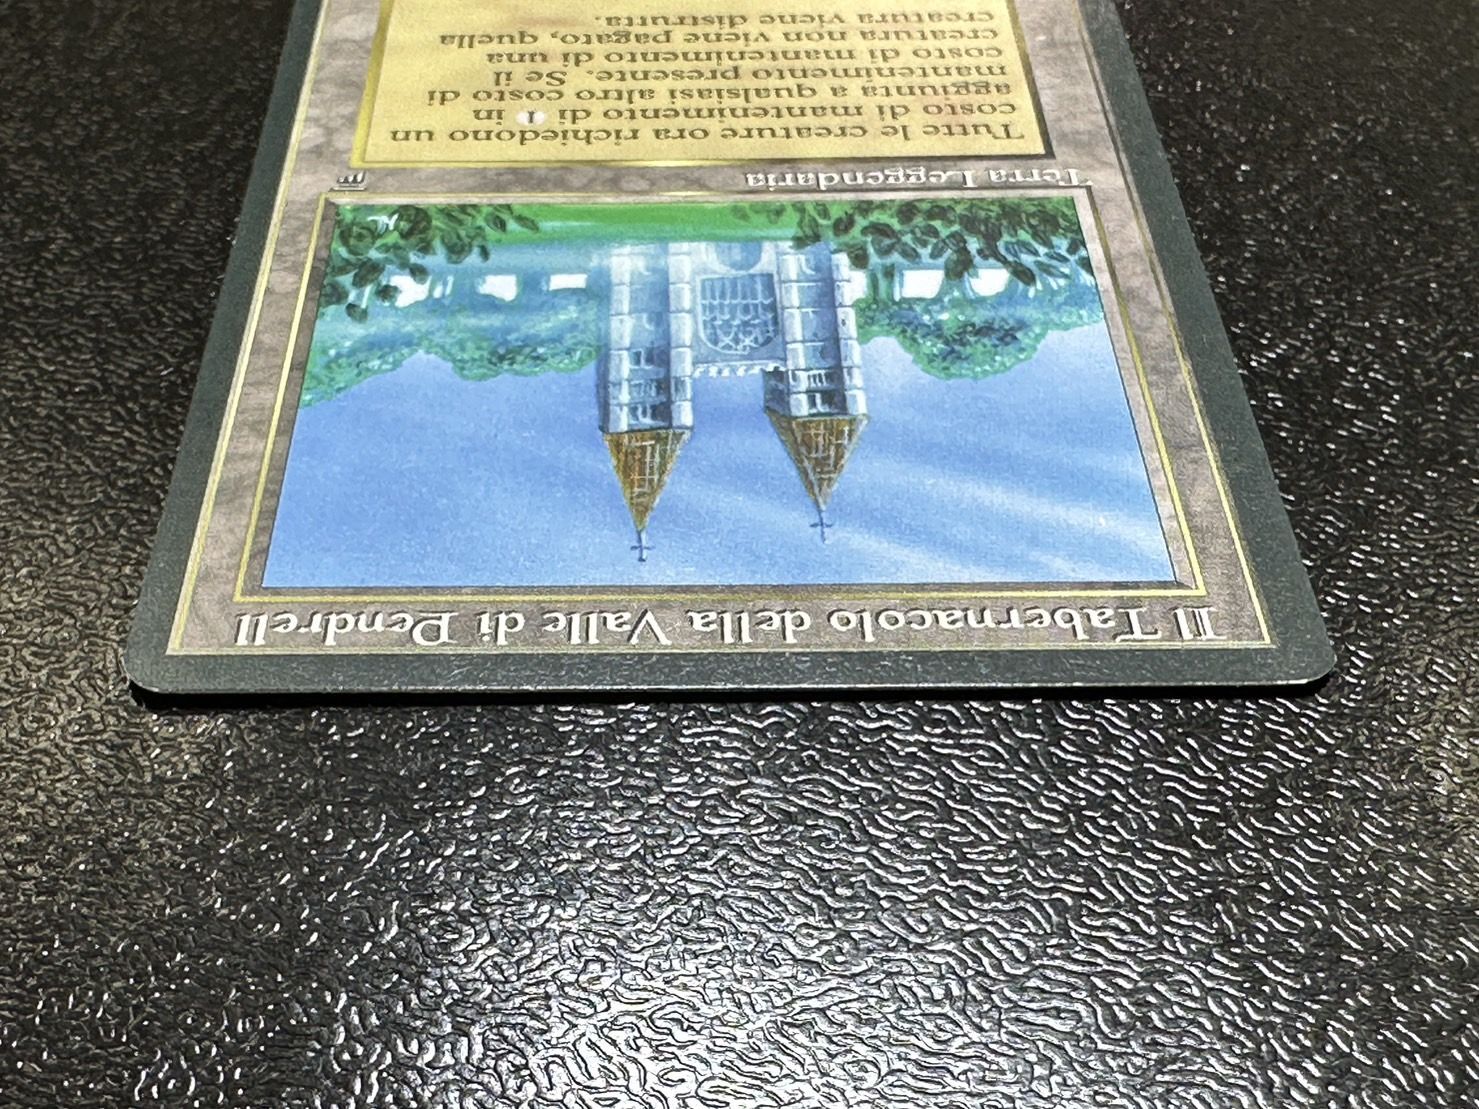 Il Tabernacolo della Valle di Pendrell
Terra Leggendaria
Tutte le creature ora richiedono un
costo di mantenimento di 1 in
aggiunta a qualsiasi altro costo di
mantenimento presente. Se il
costo di mantenimento di una
creatura non viene pagato, quella
creatura viene distrutta.